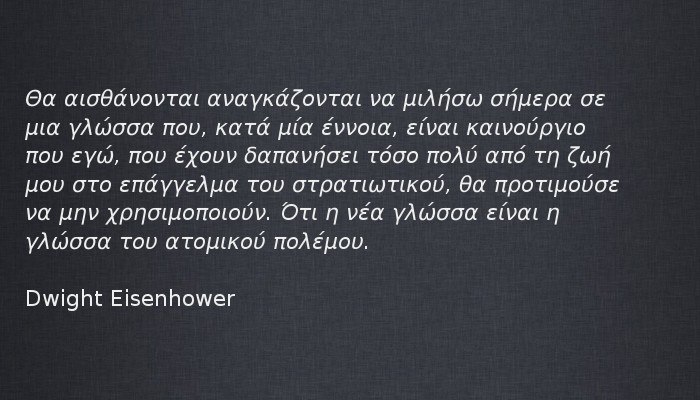 Θα αισθάνονται αναγκάζονται να μιλήσω σήμερα σε
μια γλώσσα που, κατά μία έννοια, είναι καινούργιο
που εγώ, που έχουν δαπανήσει τόσο πολύ από τη ζωή
μου στο επάγγελμα του στρατιωτικού, θα προτιμούσε
να μην χρησιμοποιούν. Ότι η νέα γλώσσα είναι η
γλώσσα του ατομικού πολέμου.
Dwight Eisenhower